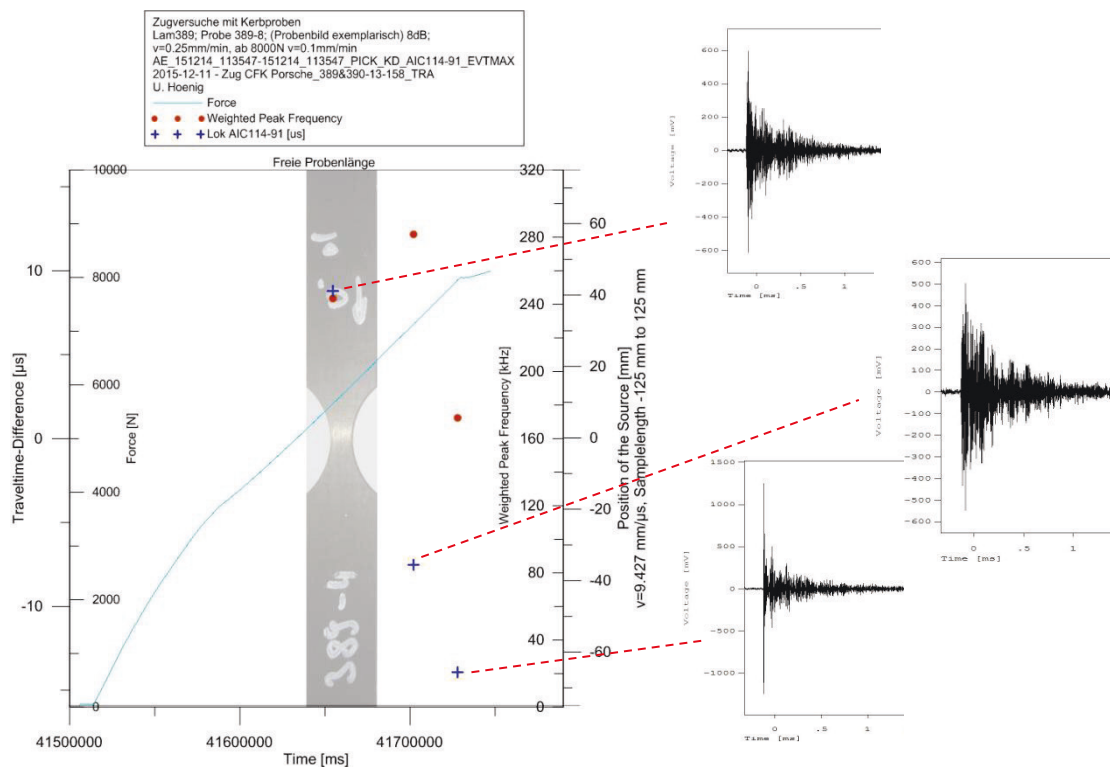 Zugversuche mit Kerbproben
Lam389; Probe 389-8; (Probenbild exemplarisch) 8dB;
v=0.25mm/min, ab 8000N v=0.1mm/min
AE_151214_113547-151214_113547_PICK_KD_AIC114-91_EVTMAX
2015-12-11 - Zug CFK Porsche_389&390-13-158_TRA
U. Hoenig
Force
Weighted Peak Frequency
Lok AIC114-91 [us]
Freie Probenlänge
Traveltime-Difference [µs]
10
0
-10
Force [N]
10000
8000
6000
4000
2000
0
389-4
Weighted Peak Frequency [kHz]
320
280
240
200
160
120
80
40
0
60
40
20
0
-20
-40
-60
Position of the Source [mm]
v=9.427 mm/µs, Samplelength -125 mm to 125 mm
41500000
41600000
41700000
Time [ms]
Voltage [mV]
600
400
200
0
-200
-400
-600
0
.5
1
Time [ms]
Voltage [mV]
600
500
400
300
200
100
0
-100
-200
-300
-400
-500
-600
0
.5
1
Time [ms]
Voltage [mV]
1500
1000
500
0
-500
-1000
0
.5
1
Time [ms]